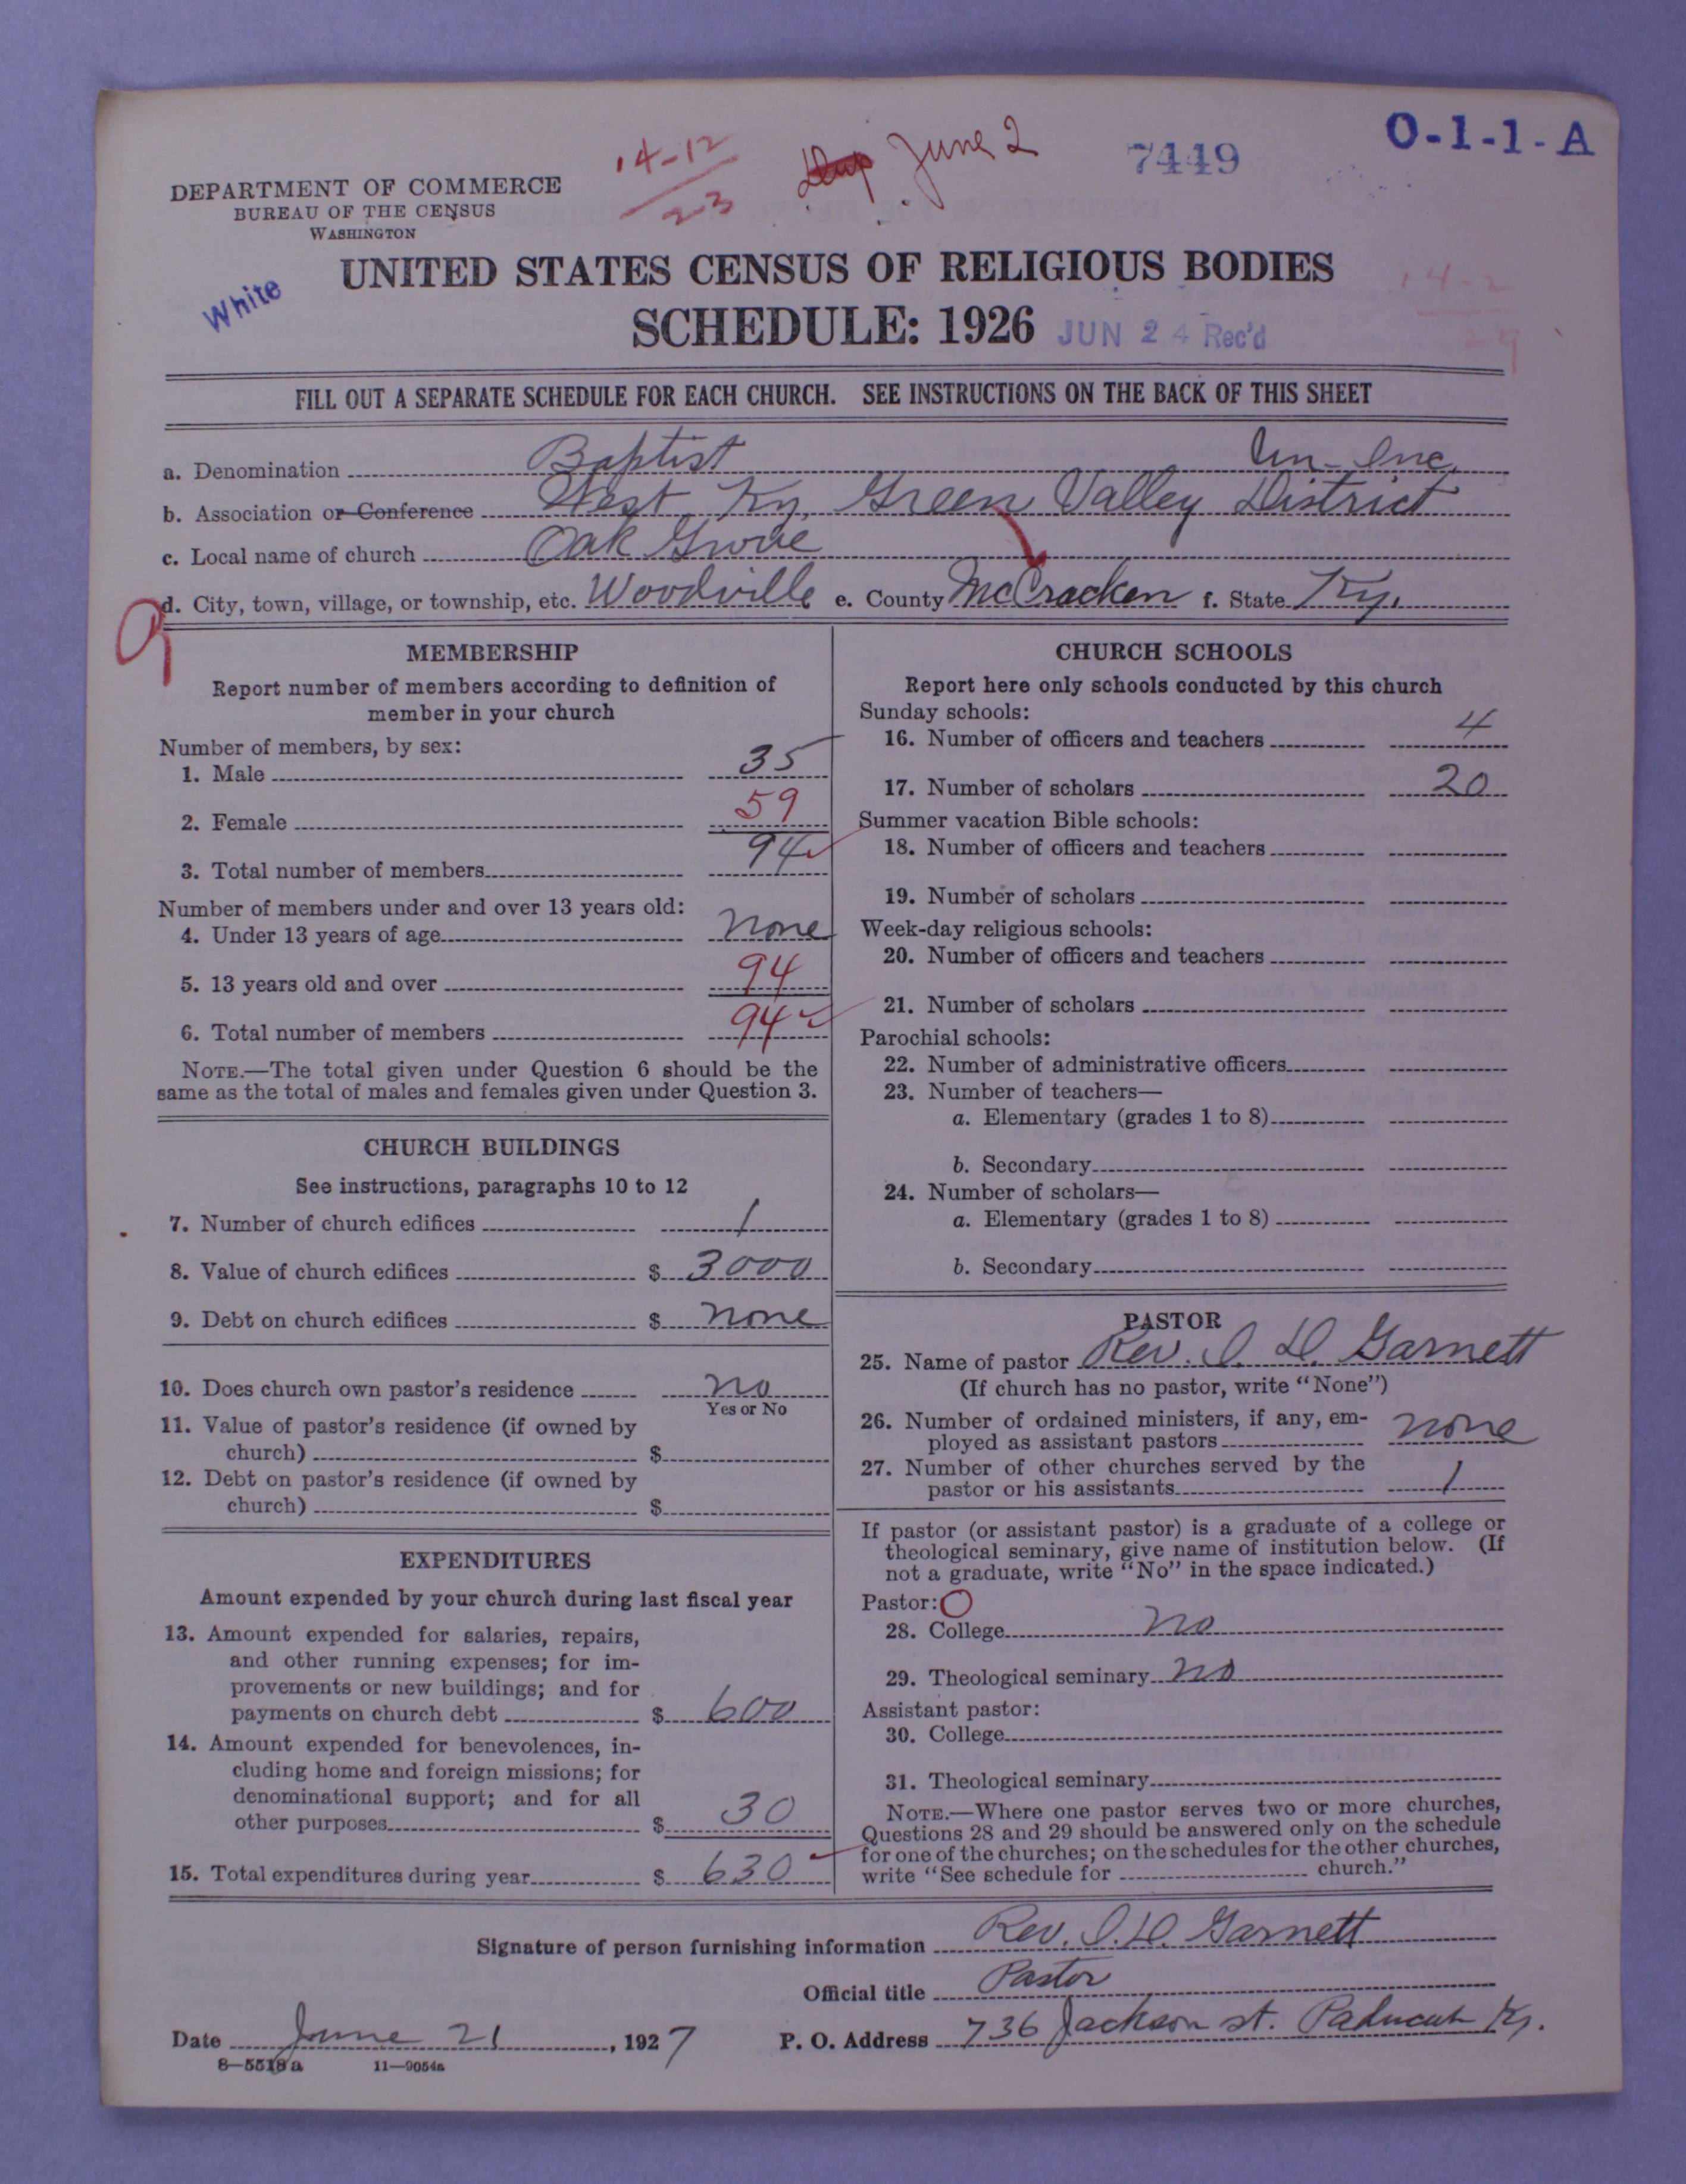 14-12
23
June 2
7449
O-1-1-A
DEPARTMENT OF COMMERCE
BUREAU OF THE CENSUS
WASHINGTON
White
UNITED STATES CENSUS OF RELIGIOUS BODIES
SCHEDULE: 1926 JUN 24 Rec'd
FILL OUT A SEPARATE SCHEDULE FOR EACH CHURCH. SEE INSTRUCTIONS ON THE BACK OF THIS SHEET
a. Denomination Baptist Un-Inc.
b. Association or Conference West Ky. Green Valley District
c. Local name of church Oak Grove
d. City, town, village, or township, etc. Woodville e. County McCracken f. State Ky.
9
MEMBERSHIP
Report number of members according to definition of
member in your church
Number of members, by sex:
1. Male 35
2. Female 59
3. Total number of members 94
Number of members under and over 13 years old:
4. Under 13 years of age none
5. 13 years old and over 94
6. Total number of members 94
NOTE.—The total given under Question 6 should be the
same as the total of males and females given under Question 3.
CHURCH BUILDINGS
See instructions, paragraphs 10 to 12
7. Number of church edifices 1
8. Value of church edifices $ 3000
9. Debt on church edifices $ none
10. Does church own pastor's residence no
Yes or No
11. Value of pastor's residence (if owned by
church) $
12. Debt on pastor's residence (if owned by
church) $
EXPENDITURES
Amount expended by your church during last fiscal year
13. Amount expended for salaries, repairs,
and other running expenses; for im-
provements or new buildings; and for
payments on church debt $ 600
14. Amount expended for benevolences, in-
cluding home and foreign missions; for
denominational support; and for all
other purposes $ 30
15. Total expenditures during year $ 630
CHURCH SCHOOLS
Report here only schools conducted by this church
Sunday schools:
16. Number of officers and teachers 4
17. Number of scholars 20
Summer vacation Bible schools:
18. Number of officers and teachers
19. Number of scholars
Week-day religious schools:
20. Number of officers and teachers
21. Number of scholars
Parochial schools:
22. Number of administrative officers
23. Number of teachers—
a. Elementary (grades 1 to 8)
b. Secondary
24. Number of scholars—
a. Elementary (grades 1 to 8)
b. Secondary
PASTOR
25. Name of pastor Rev. I. D. Garnett
(If church has no pastor, write "None")
26. Number of ordained ministers, if any, em-
ployed as assistant pastors none
27. Number of other churches served by the
pastor or his assistants 1
If pastor (or assistant pastor) is a graduate of a college or
theological seminary, give name of institution below. (If
not a graduate, write "No" in the space indicated.)
Pastor:
28. College no
29. Theological seminary no
Assistant pastor:
30. College
31. Theological seminary
NOTE.—Where one pastor serves two or more churches,
Questions 28 and 29 should be answered only on the schedule
for one of the churches; on the schedules for the other churches,
write "See schedule for church."
Signature of person furnishing information Rev. I. D. Garnett
Official title Pastor
Date June 21, 1927 P. O. Address 736 Jackson st. Paducah Ky.
8—5518a 11—9054a